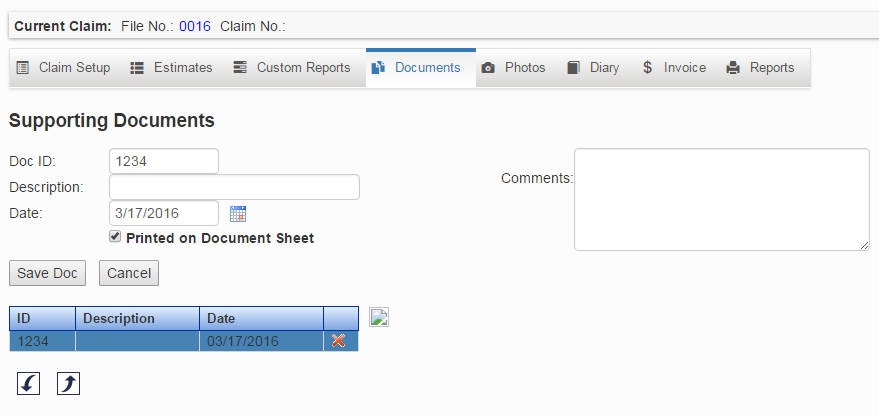 Current Claim: File No.: 0016 Claim No.:
Claim Setup Estimates Custom Reports Documents Photos Diary $ Invoice Reports
Supporting Documents
Doc ID: 1234
Description:
Date: 3/17/2016
Comments:
Printed on Document Sheet
Save Doc Cancel
ID Description Date
1234 03/17/2016